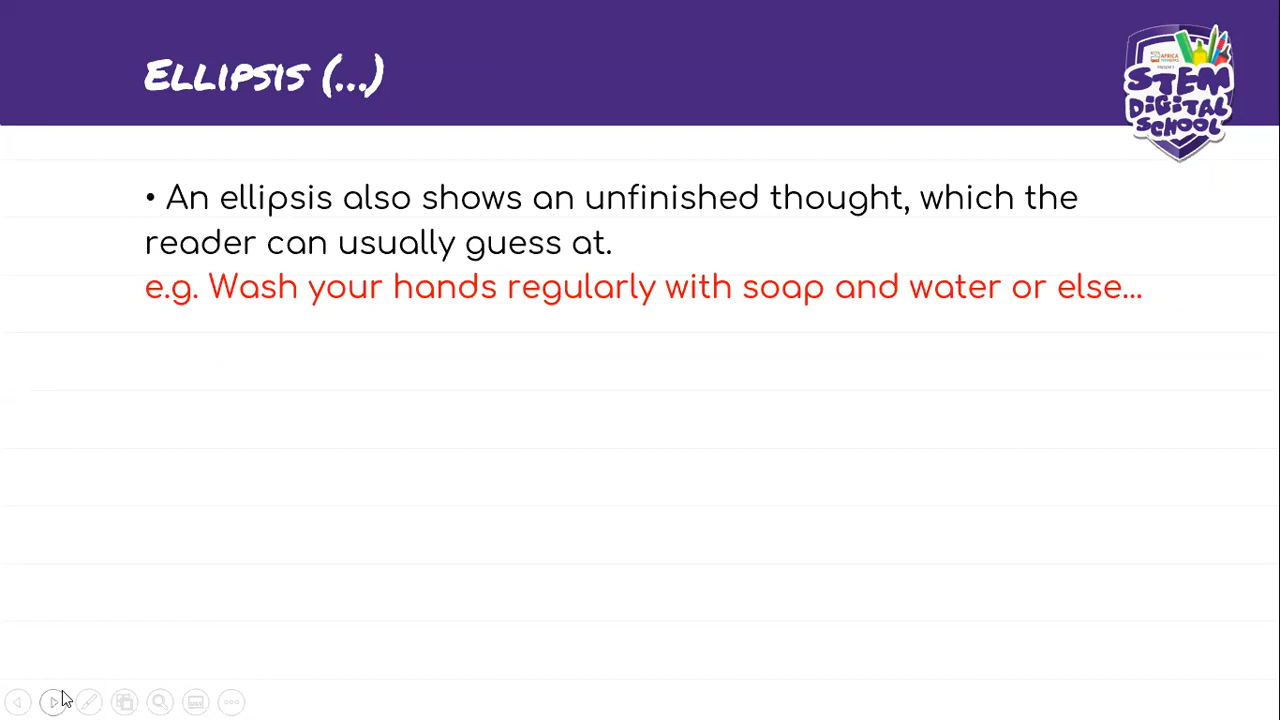 Ellipsis (...)
AFRICA
STEM
DiGiTAL
SCHOOL
• An ellipsis also shows an unfinished thought, which the
reader can usually guess at.
e.g. Wash your hands regularly with soap and water or else...